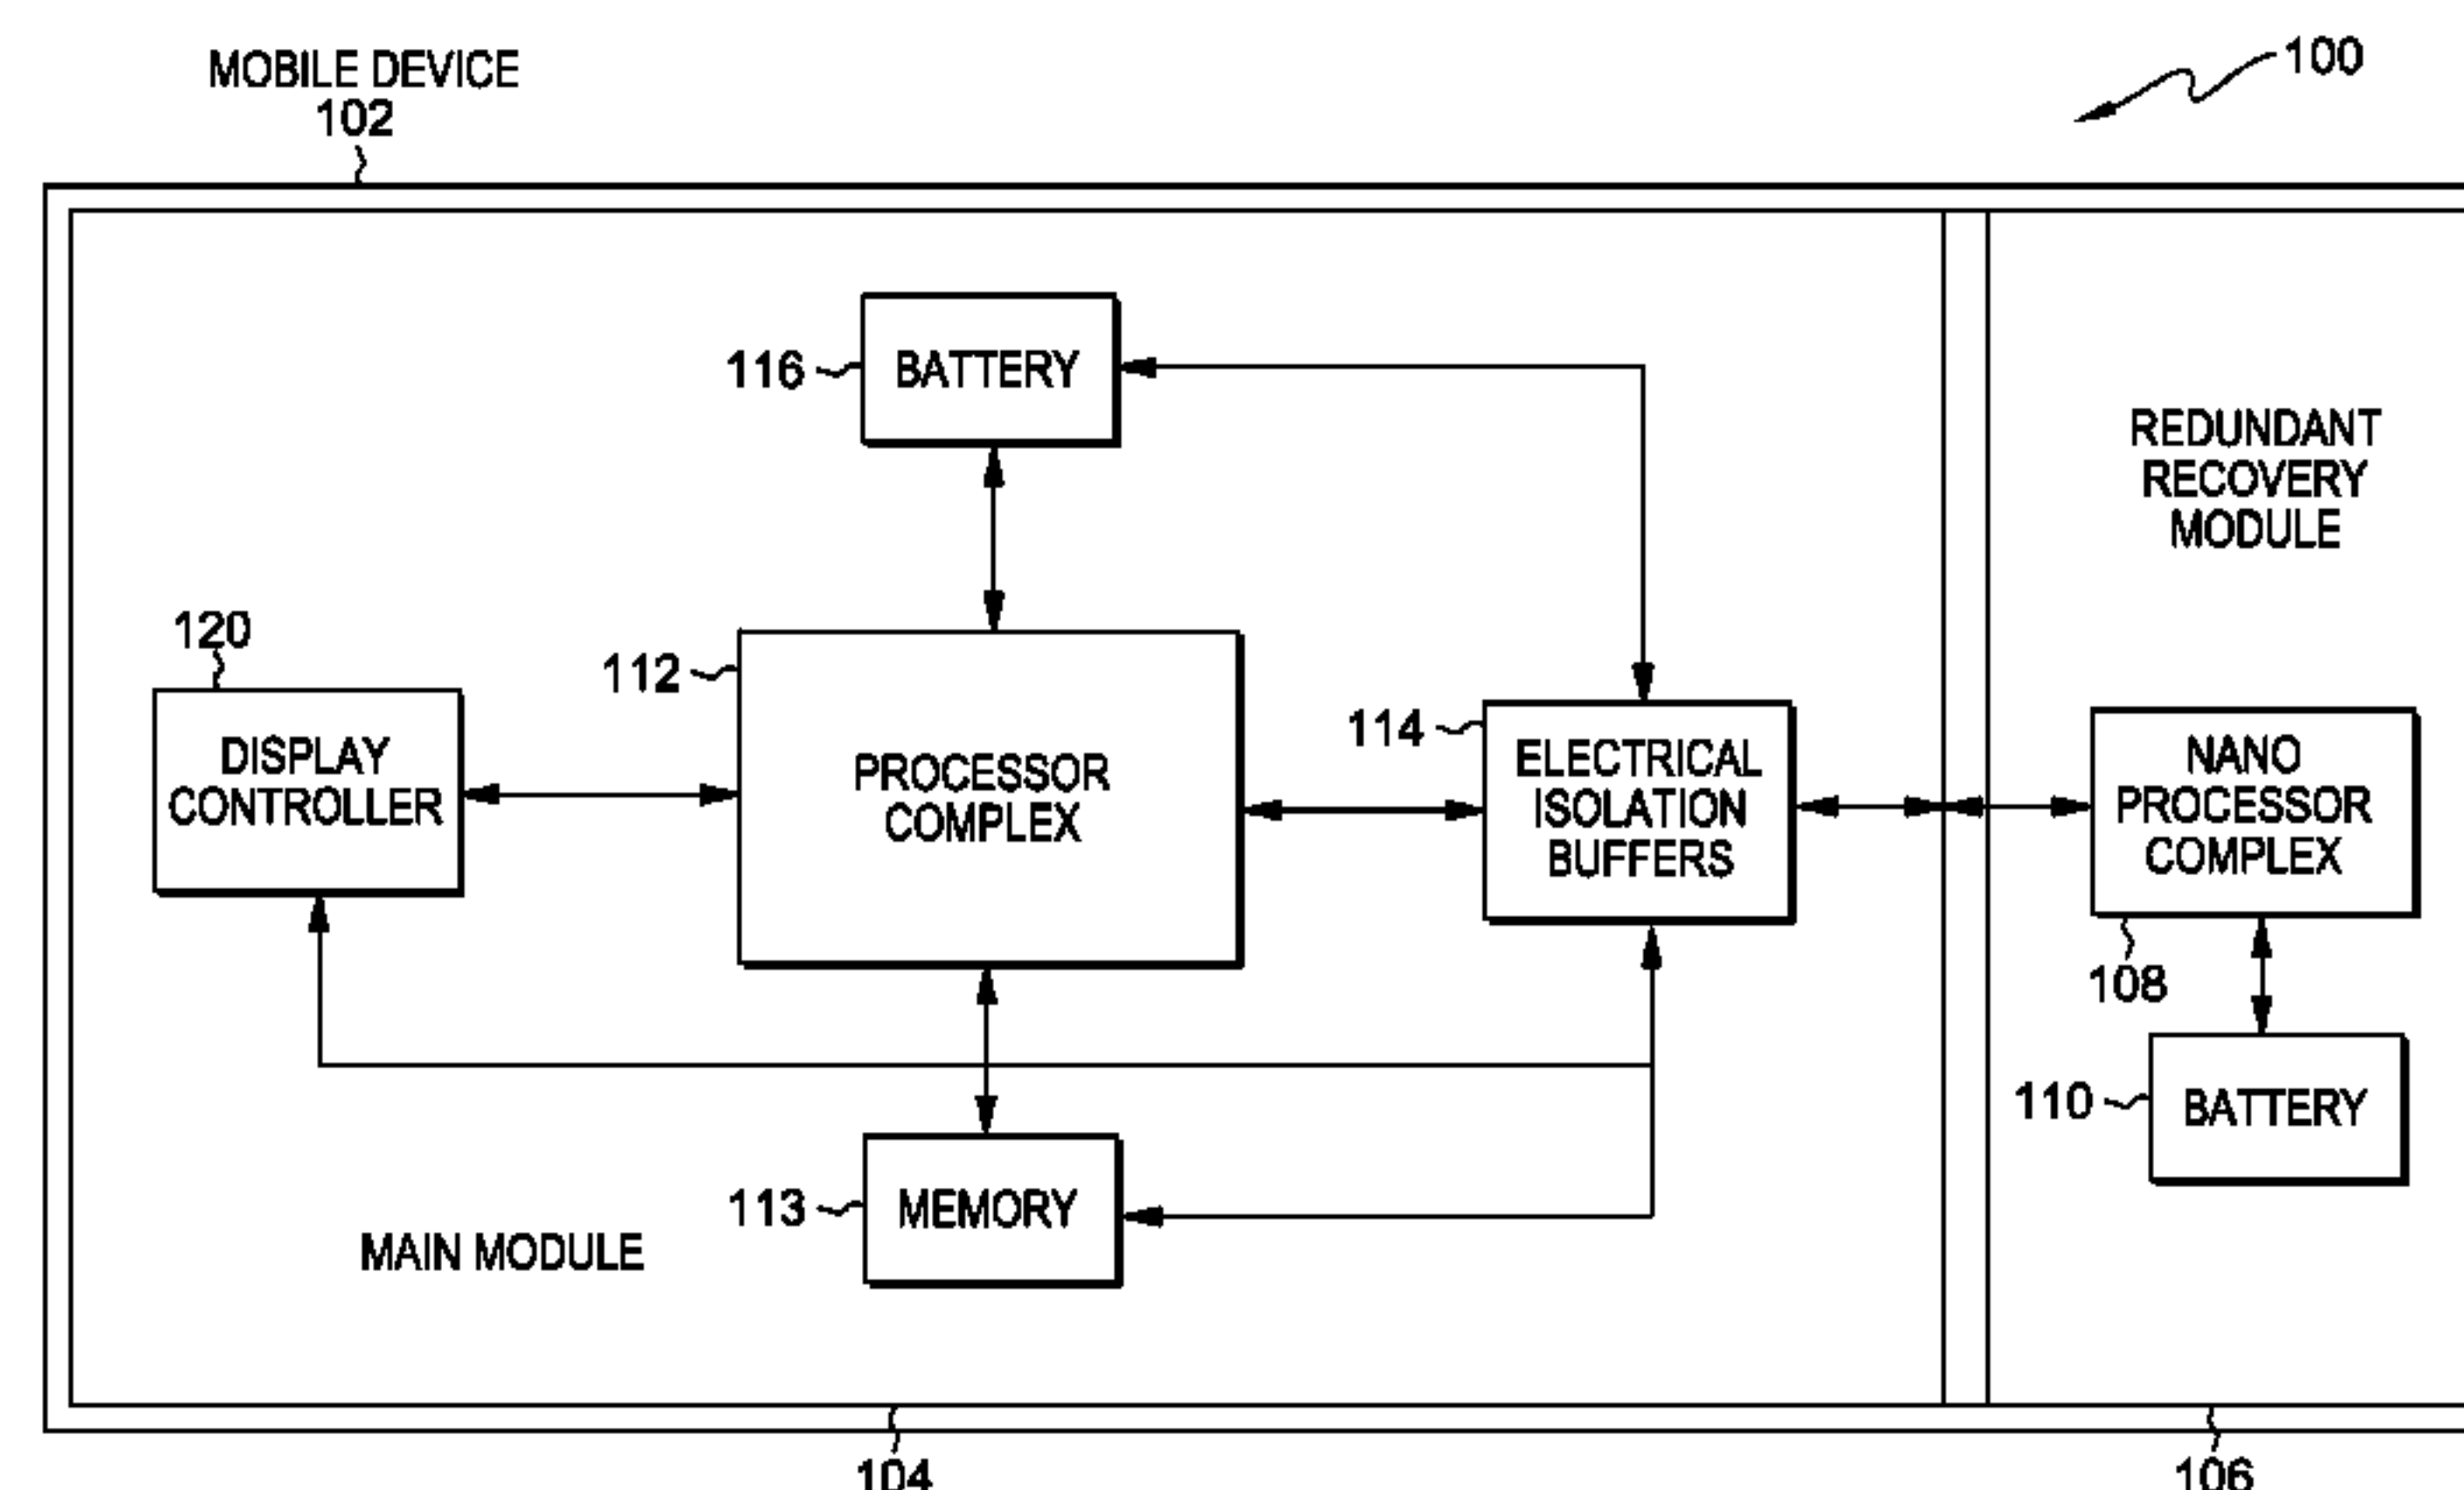 MOBILE DEVICE
102
100
116
BATTERY
REDUNDANT
RECOVERY
MODULE
120
112
DISPLAY
CONTROLLER
PROCESSOR
COMPLEX
114
ELECTRICAL
ISOLATION
BUFFERS
NANO
PROCESSOR
COMPLEX
108
110
BATTERY
113
MEMORY
MAIN MODULE
104
106